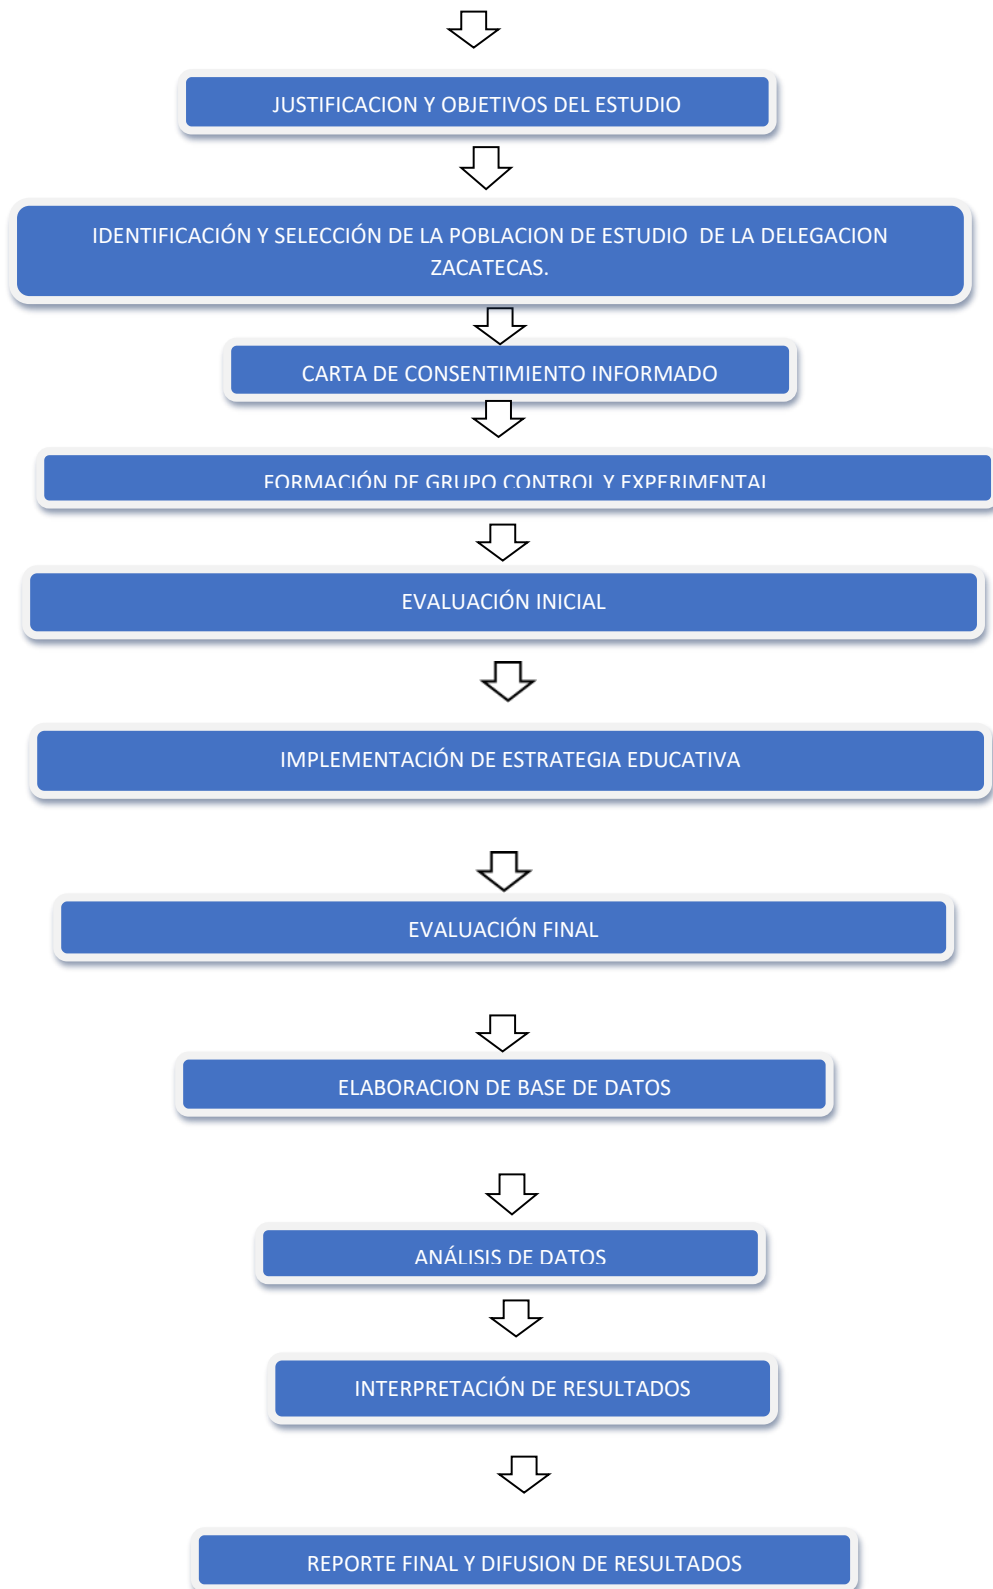 JUSTIFICACION Y OBJETIVOS DEL ESTUDIO
IDENTIFICACIÓN Y SELECCIÓN DE LA POBLACION DE ESTUDIO DE LA DELEGACION
ZACATECAS.
CARTA DE CONSENTIMIENTO INFORMADO
FORMACIÓN DE GRUPO CONTROL Y EXPERIMENTAL
EVALUACIÓN INICIAL
IMPLEMENTACIÓN DE ESTRATEGIA EDUCATIVA
EVALUACIÓN FINAL
ELABORACION DE BASE DE DATOS
ANÁLISIS DE DATOS
INTERPRETACIÓN DE RESULTADOS
REPORTE FINAL Y DIFUSION DE RESULTADOS